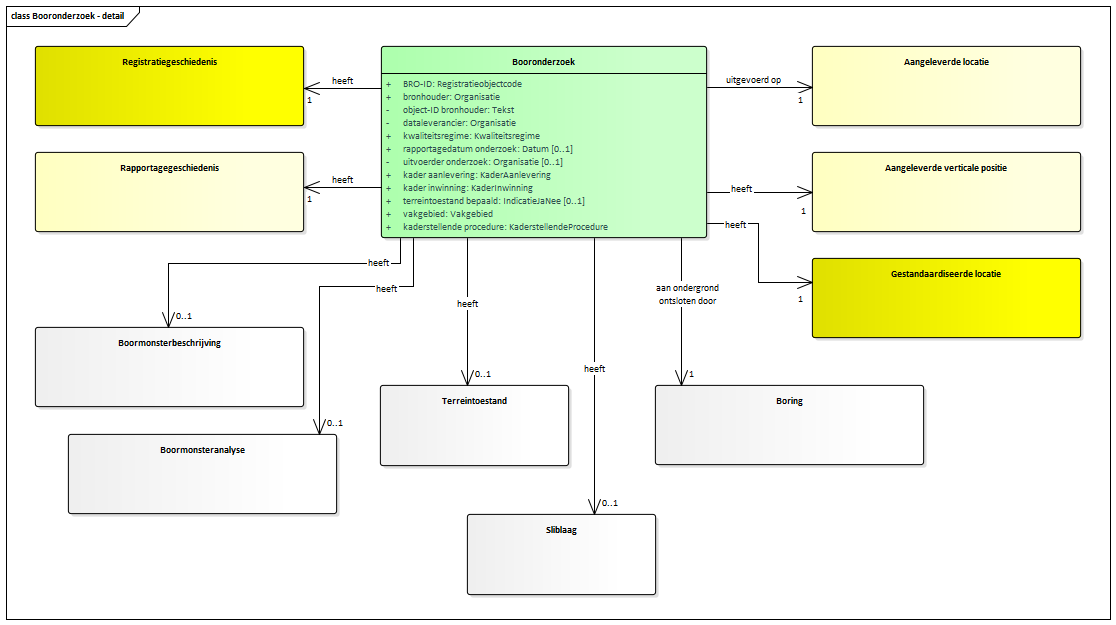 class Booronderzoek - detail
Registratiegeschiedenis
heeft
1
Booronderzoek
+ BRO-ID: Registratieobjectcode
+ bronhouder: Organisatie
- object-ID bronhouder: Tekst
- dataleverancier: Organisatie
+ kwaliteitsregime: Kwaliteitsregime
+ rapportagedatum onderzoek: Datum [0..1]
- uitvoerder onderzoek: Organisatie [0..1]
+ kader aanlevering: KaderAanlevering
+ kader inwinning: KaderInwinning
+ terreintoestand bepaald: IndicatieJaNee [0..1]
+ vakgebied: Vakgebied
+ kaderstellende procedure: KaderstellendeProcedure
uitgevoerd op
1
Aangeleverde locatie
Rapportagegeschiedenis
heeft
1
heeft
1
Aangeleverde verticale positie
heeft
1
Gestandaardiseerde locatie
heeft
0..1
Boormonsterbeschrijving
heeft
0..1
Boormonsteranalyse
heeft
0..1
Terreintoestand
heeft
0..1
Sliblaag
aan ondergrond
ontsloten door
1
Boring